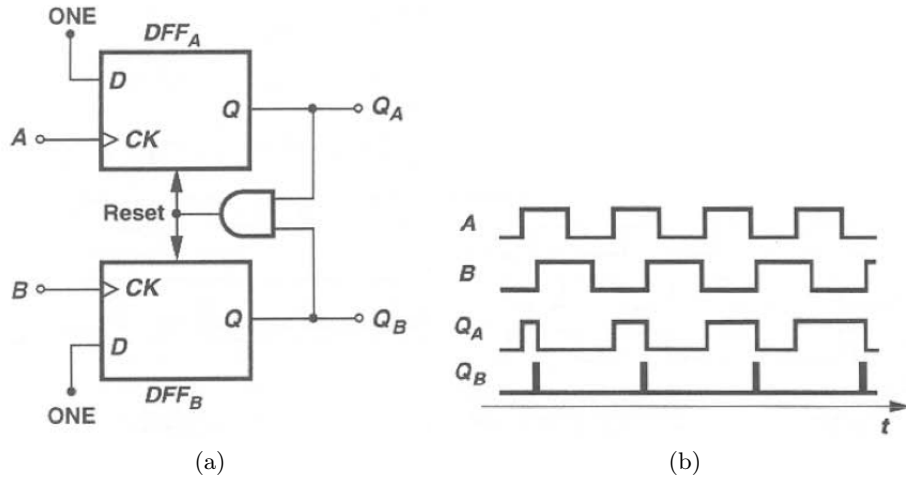 ONE
DFF_A
D
Q
Q_A
A
CK
Reset
B
CK
Q
Q_B
D
ONE
DFF_B
(a)
A
B
Q_A
Q_B
t
(b)